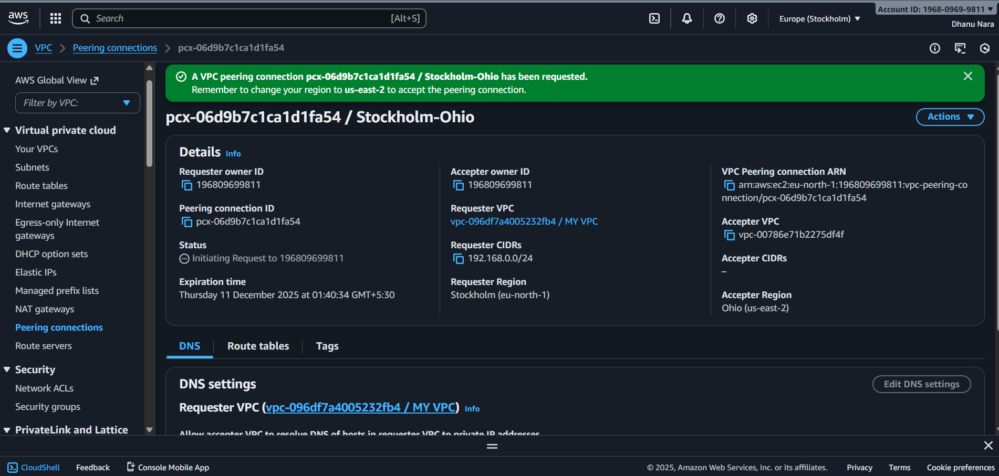 aws
Search
[Alt+S]
Europe (Stockholm)
Account ID: 1968-0969-9811
Dhanu Nara
VPC
Peering connections
pcx-06d9b7c1ca1d1fa54
AWS Global View
Filter by VPC:
Virtual private cloud
Your VPCs
Subnets
Route tables
Internet gateways
Egress-only Internet
gateways
DHCP option sets
Elastic IPs
Managed prefix lists
NAT gateways
Peering connections
Route servers
Security
Network ACLs
Security groups
PrivateLink and Lattice
A VPC peering connection pcx-06d9b7c1ca1d1fa54 / Stockholm-Ohio has been requested.
Remember to change your region to us-east-2 to accept the peering connection.
pcx-06d9b7c1ca1d1fa54 / Stockholm-Ohio
Actions
Details Info
Requester owner ID
196809699811
Peering connection ID
pcx-06d9b7c1ca1d1fa54
Status
Initiating Request to 196809699811
Expiration time
Thursday 11 December 2025 at 01:40:34 GMT+5:30
Accepter owner ID
196809699811
Requester VPC
vpc-096df7a4005232fb4 / MY VPC
Requester CIDRs
192.168.0.0/24
Requester Region
Stockholm (eu-north-1)
VPC Peering connection ARN
arn:aws:ec2:eu-north-1:196809699811:vpc-peering-co
nnection/pcx-06d9b7c1ca1d1fa54
Accepter VPC
vpc-00786e71b2275df4f
Accepter CIDRs
–
Accepter Region
Ohio (us-east-2)
DNS
Route tables
Tags
DNS settings
Edit DNS settings
Requester VPC (vpc-096df7a4005232fb4 / MY VPC) Info
Allow accepter VPC to resolve DNS of hosts in requester VPC to private IP addresses
CloudShell
Feedback
Console Mobile App
© 2025, Amazon Web Services, Inc. or its affiliates.
Privacy
Terms
Cookie preferences